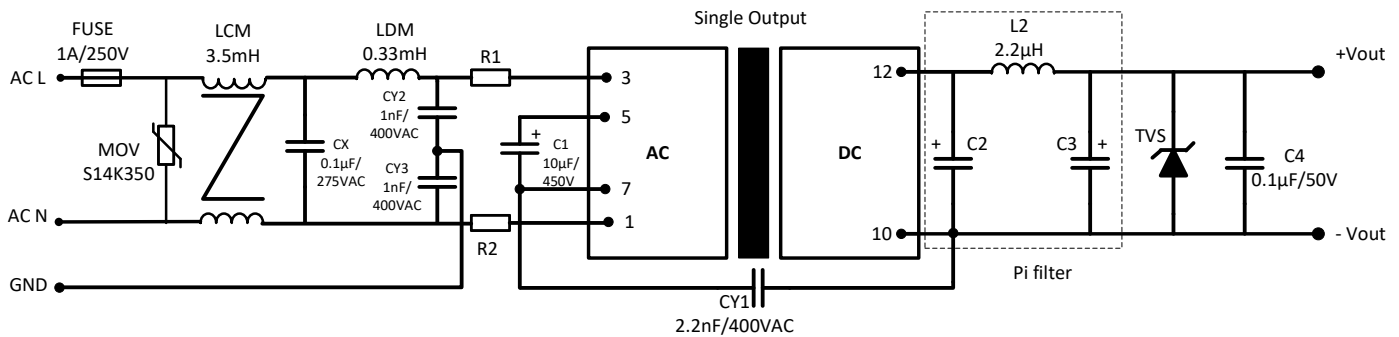 Single Output
FUSE
1A/250V
LCM
3.5mH
LDM
0.33mH
R1
L2
2.2µH
AC L
3
12
+Vout
CY2
1nF/
400VAC
5
+
C1
10µF/
450V
MOV
S14K350
CX
0.1µF/
275VAC
CY3
1nF/
400VAC
AC
DC
+
C2
C3
+
TVS
C4
0.1µF/50V
7
AC N
1
R2
10
- Vout
Pi filter
GND
CY1
2.2nF/400VAC